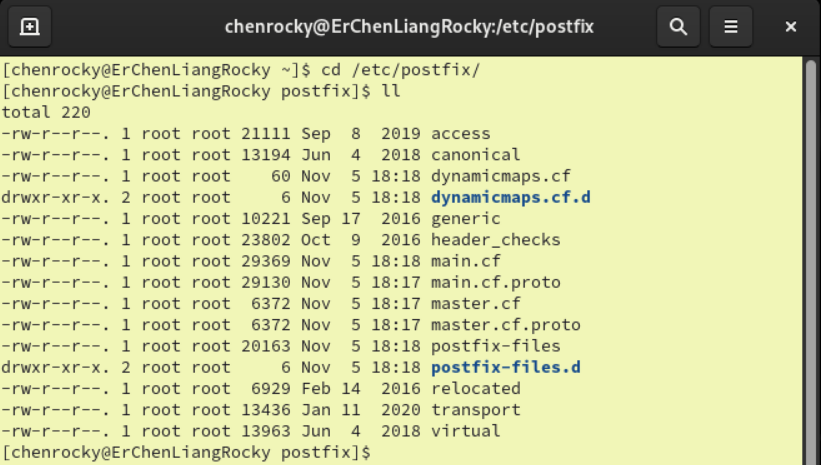 chenrocky@ErChenLiangRocky:/etc/postfix
[chenrocky@ErChenLiangRocky ~]$ cd /etc/postfix/
[chenrocky@ErChenLiangRocky postfix]$ ll
total 220
-rw-r--r--. 1 root root 21111 Sep  8  2019 access
-rw-r--r--. 1 root root 13194 Jun  4  2018 canonical
-rw-r--r--. 1 root root    60 Nov  5 18:18 dynamicmaps.cf
drwxr-xr-x. 2 root root     6 Nov  5 18:18 dynamicmaps.cf.d
-rw-r--r--. 1 root root 10221 Sep 17  2016 generic
-rw-r--r--. 1 root root 23802 Oct  9  2016 header_checks
-rw-r--r--. 1 root root 29369 Nov  5 18:18 main.cf
-rw-r--r--. 1 root root 29130 Nov  5 18:17 main.cf.proto
-rw-r--r--. 1 root root  6372 Nov  5 18:17 master.cf
-rw-r--r--. 1 root root  6372 Nov  5 18:17 master.cf.proto
-rw-r--r--. 1 root root 20163 Nov  5 18:18 postfix-files
drwxr-xr-x. 2 root root     6 Nov  5 18:18 postfix-files.d
-rw-r--r--. 1 root root  6929 Feb 14  2016 relocated
-rw-r--r--. 1 root root 13436 Jan 11  2020 transport
-rw-r--r--. 1 root root 13963 Jun  4  2018 virtual
[chenrocky@ErChenLiangRocky postfix]$